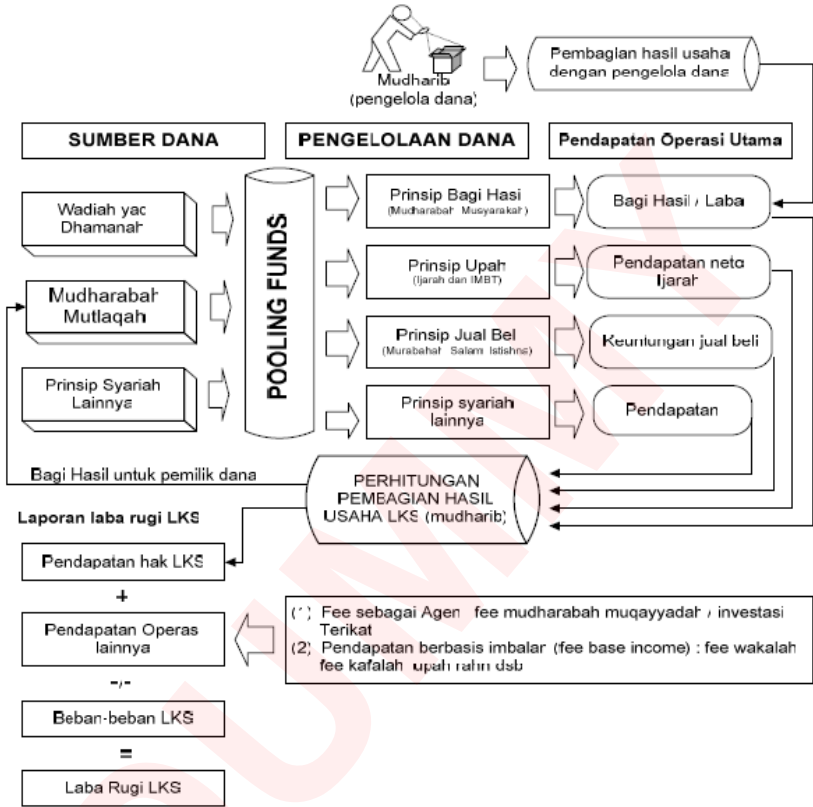 Mudharib
(pengelola dana)
Pembagian hasil usaha
dengan pengelola dana
SUMBER DANA
PENGELOLAAN DANA
Pendapatan Operasi Utama
Wadiah yad
Dhamanah
Mudharabah
Mutlaqah
Prinsip Syariah
Lainnya
POOLING FUNDS
Prinsip Bagi Hasi
(Mudharabah Musyarakah)
Prinsip Upah
(Ijarah dan IMBT)
Prinsip Jual Bel
(Murabahah Salam Istishna)
Prinsip syariah
lainnya
Bagi Hasil / Laba
Pendapatan neto
Ijarah
Keuntungan jual beli
Pendapatan
Bagi Hasil untuk pemilik dana
PERHITUNGAN
PEMBAGIAN HASIL
USAHA LKS (mudharib)
Laporan laba rugi LKS
Pendapatan hak LKS
+
Pendapatan Operas
lainnya
-/-
Beban-beban LKS
=
Laba Rugi LKS
(1) Fee sebagai Agen fee mudharabah muqayyadah / investasi
Terikat
(2) Pendapatan berbasis imbalan (fee base income) : fee wakalah
fee kafalah upah rahn dsb
DUMMY